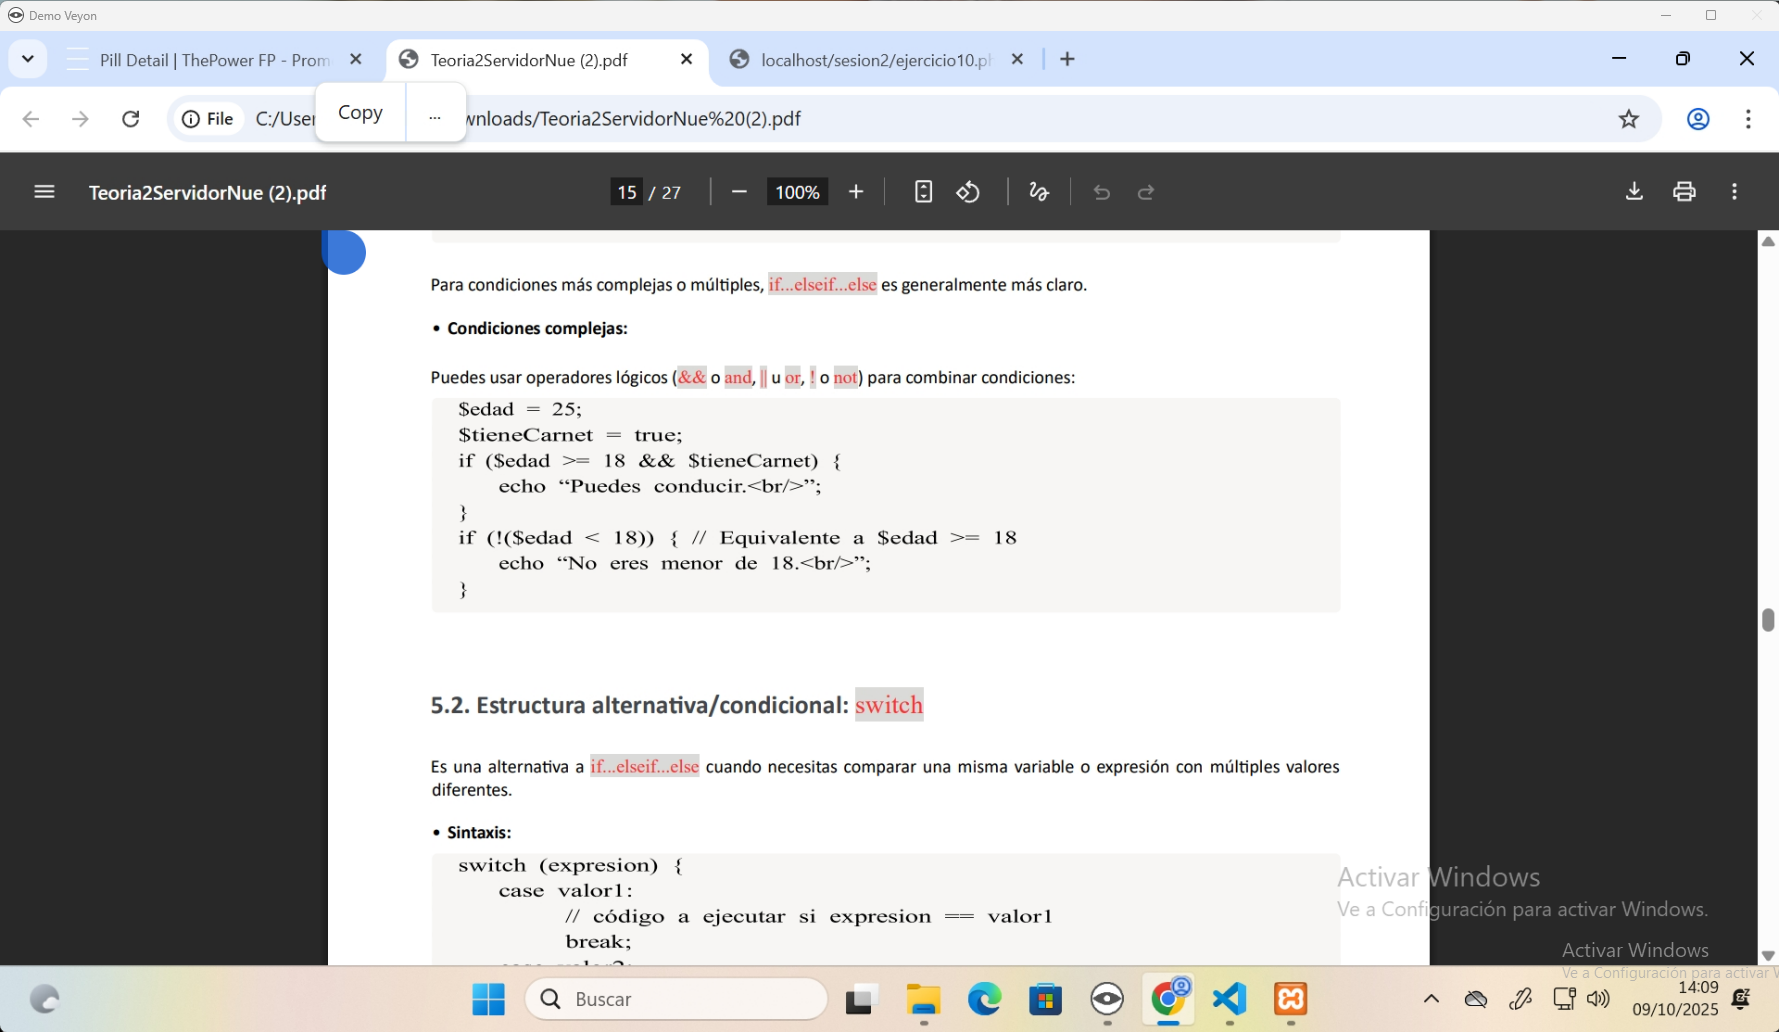 Demo Veyon
Pill Detail | ThePower FP - Prom
Teoria2ServidorNue (2).pdf
localhost/sesion2/ejercicio10.ph
File
C:/User
Copy
...
wnloads/Teoria2ServidorNue%20(2).pdf
Teoria2ServidorNue (2).pdf
15 / 27
100%
Para condiciones más complejas o múltiples, if...elseif...else es generalmente más claro.
• Condiciones complejas:
Puedes usar operadores lógicos (&& o and, || u or, ! o not) para combinar condiciones:
$edad = 25;
$tieneCarnet = true;
if ($edad >= 18 && $tieneCarnet) {
echo “Puedes conducir.<br/>”;
}
if (!($edad < 18)) { // Equivalente a $edad >= 18
echo “No eres menor de 18.<br/>”;
}
5.2. Estructura alternativa/condicional: switch
Es una alternativa a if...elseif...else cuando necesitas comparar una misma variable o expresión con múltiples valores
diferentes.
• Sintaxis:
switch (expresion) {
case valor1:
// código a ejecutar si expresion == valor1
break;
case valor2:
Activar Windows
Ve a Configuración para activar Windows.
Activar Windows
Ve a Configuración para activar
Buscar
14:09
09/10/2025